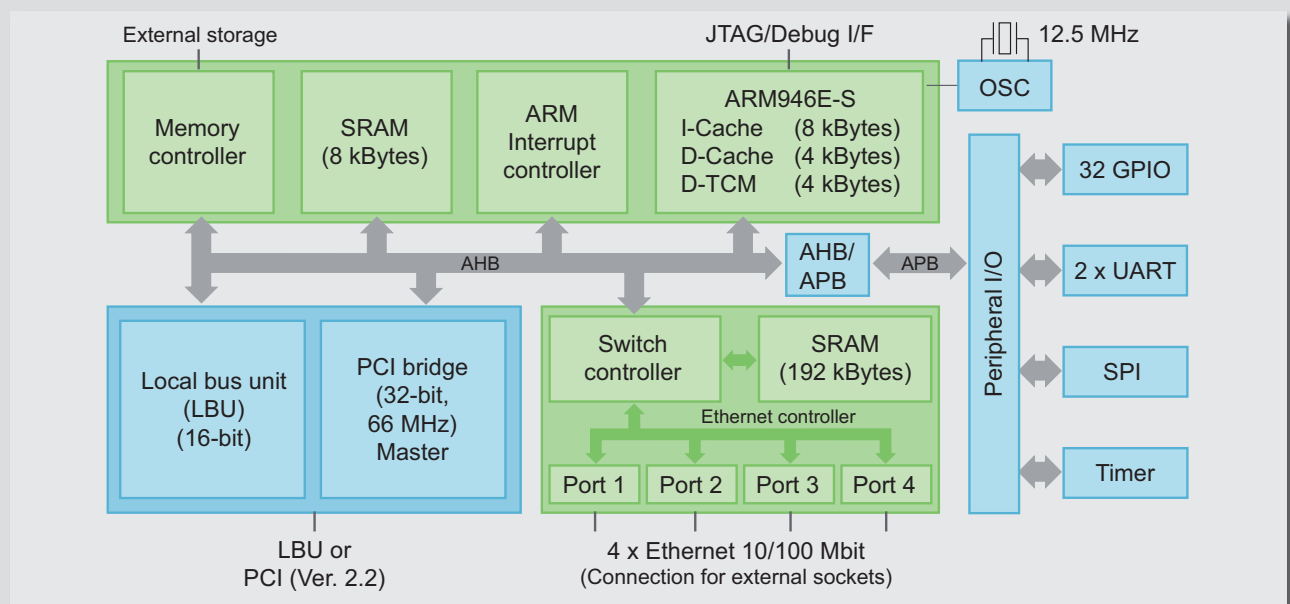 External storage
JTAG/Debug I/F
12.5 MHz
OSC
Memory
controller
SRAM
(8 kBytes)
ARM
Interrupt
controller
ARM946E-S
I-Cache (8 kBytes)
D-Cache (4 kBytes)
D-TCM (4 kBytes)
AHB
AHB/
APB
APB
Peripheral I/O
32 GPIO
2 x UART
SPI
Timer
Local bus unit
(LBU)
(16-bit)
PCI bridge
(32-bit,
66 MHz)
Master
Switch
controller
SRAM
(192 kBytes)
Ethernet controller
Port 1
Port 2
Port 3
Port 4
LBU or
PCI (Ver. 2.2)
4 x Ethernet 10/100 Mbit
(Connection for external sockets)